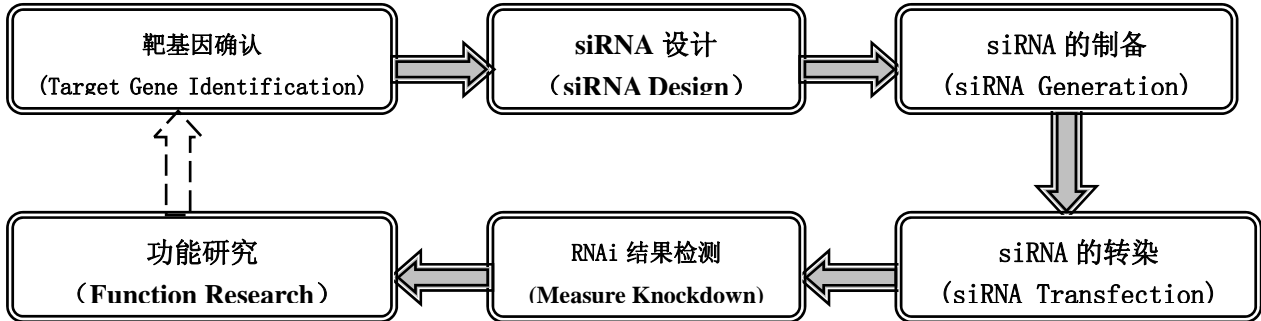 靶基因确认
(Target Gene Identification)
siRNA 设计
（siRNA Design）
siRNA 的制备
(siRNA Generation)
功能研究
（Function Research）
RNAi 结果检测
(Measure Knockdown)
siRNA 的转染
(siRNA Transfection)